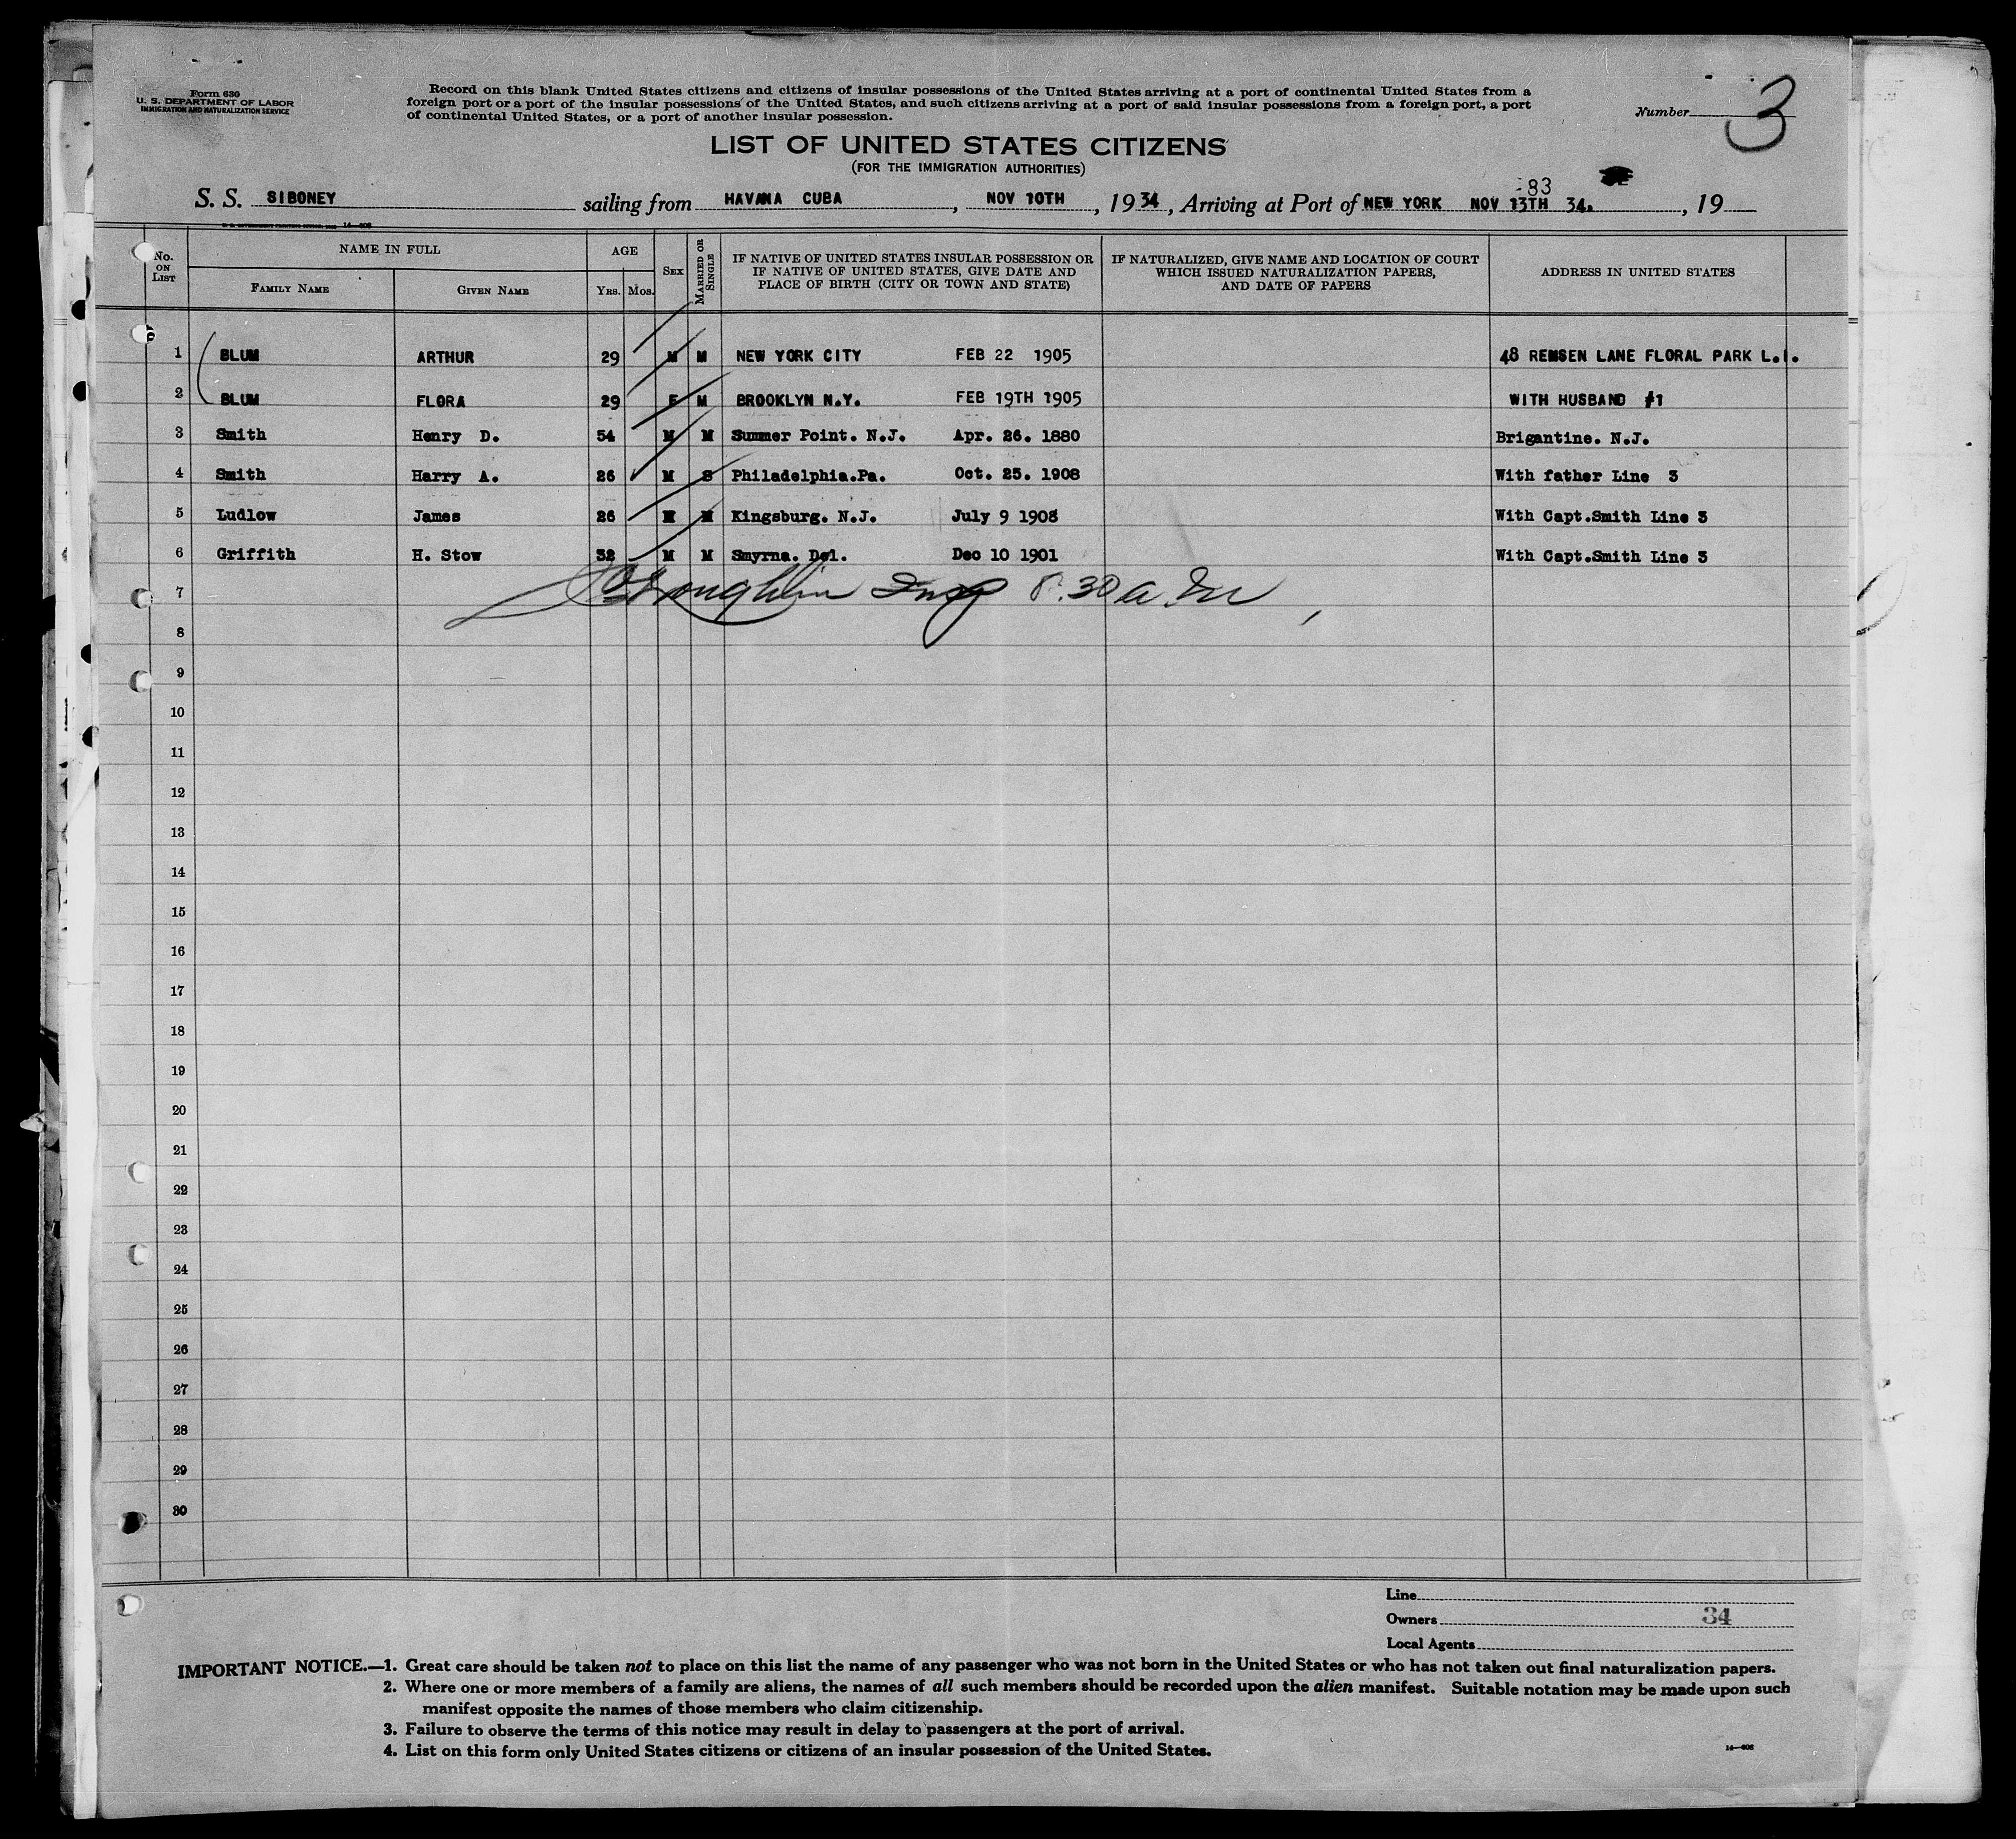 Form 630
U. S. DEPARTMENT OF LABOR
IMMIGRATION AND NATURALIZATION SERVICE
Record on this blank United States citizens and citizens of insular possessions of the United States arriving at a port of continental United States from a
foreign port or a port of the insular possessions of the United States, and such citizens arriving at a port of said insular possessions from a foreign port, a port
of continental United States, or a port of another insular possession.
Number 3
LIST OF UNITED STATES CITIZENS
(FOR THE IMMIGRATION AUTHORITIES)
83
S. S. SIBONEY sailing from HAVANA CUBA, NOV 10TH, 1934, Arriving at Port of NEW YORK NOV 13TH 34., 19
No. ON LIST NAME IN FULL AGE SEX MARRIED OR SINGLE IF NATIVE OF UNITED STATES INSULAR POSSESSION OR IF NATIVE OF UNITED STATES, GIVE DATE AND PLACE OF BIRTH (CITY OR TOWN AND STATE) IF NATURALIZED, GIVE NAME AND LOCATION OF COURT WHICH ISSUED NATURALIZATION PAPERS, AND DATE OF PAPERS ADDRESS IN UNITED STATES
FAMILY NAME GIVEN NAME YRS. MOS.
1 BLUM ARTHUR 29 M M NEW YORK CITY FEB 22 1905 48 REMSEN LANE FLORAL PARK L.I.
2 BLUM FLORA 29 F M BROOKLYN N.Y. FEB 19TH 1905 WITH HUSBAND #1
3 Smith Henry D. 54 M M Summer Point. N.J. Apr. 26. 1880 Brigantine. N.J.
4 Smith Harry A. 26 M S Philadelphia.Pa. Oct. 25. 1908 With father Line 3
5 Ludlow James 26 M M Kingsburg. N.J. July 9 1908 With Capt.Smith Line 3
6 Griffith H. Stow 32 M M Smyrna. Del. Dec 10 1901 With Capt.Smith Line 3
7 Insp 8.30 a.m
8
9
10
11
12
13
14
15
16
17
18
19
20
21
22
23
24
25
26
27
28
29
30
Line
Owners 34
Local Agents
IMPORTANT NOTICE.—1. Great care should be taken not to place on this list the name of any passenger who was not born in the United States or who has not taken out final naturalization papers.
2. Where one or more members of a family are aliens, the names of all such members should be recorded upon the alien manifest. Suitable notation may be made upon such
manifest opposite the names of those members who claim citizenship.
3. Failure to observe the terms of this notice may result in delay to passengers at the port of arrival.
4. List on this form only United States citizens or citizens of an insular possession of the United States.